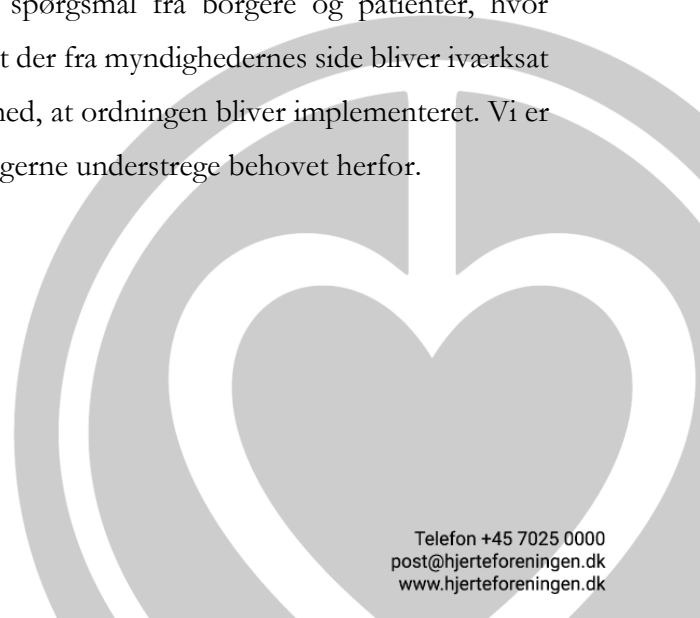 spørgsmål fra borgere og patienter, hvor
t der fra myndighedernes side bliver iværksat
ned, at ordningen bliver implementeret. Vi er
gerne understrege behovet herfor.
Telefon +45 7025 0000
post@hjerteforeningen.dk
www.hjerteforeningen.dk